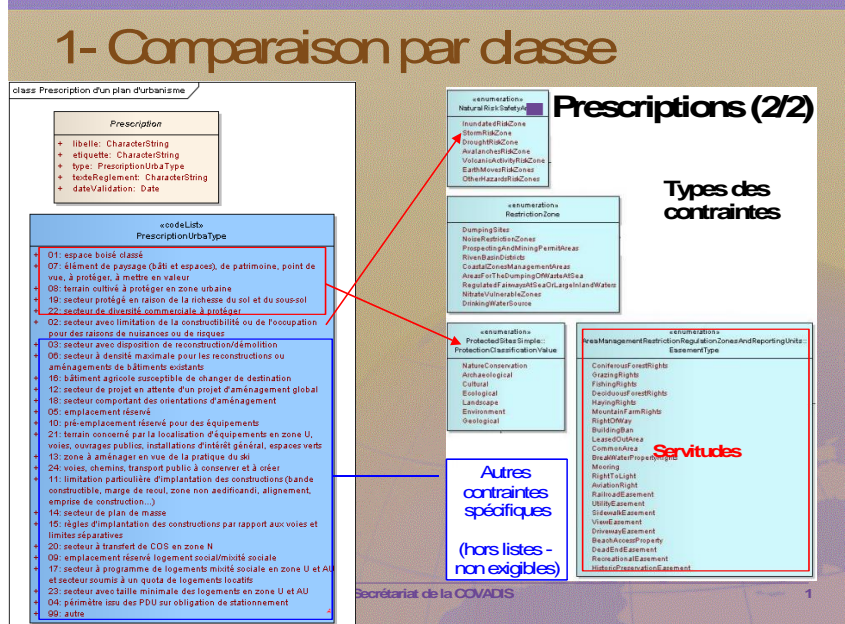 1- Comparaison par classe
class Prescription d'un plan d'urbanisme
Prescription
+ libelle: CharacterString
+ etiquette: CharacterString
+ type: PrescriptionUrbaType
+ texteReglement: CharacterString
+ dateValidation: Date
«codeList»
PrescriptionUrbaType
+ 01: espace boisé classé
+ 07: élément de paysage (bâti et espaces), de patrimoine, point de
vue, à protéger, à mettre en valeur
+ 08: terrain cultivé à protéger en zone urbaine
+ 19: secteur protégé en raison de la richesse du sol et du sous-sol
+ 22: secteur de diversité commerciale à protéger
+ 02: secteur avec limitation de la constructibilité ou de l'occupation
pour des raisons de nuisances ou de risques
+ 03: secteur avec disposition de reconstruction/démolition
+ 06: secteur à densité maximale pour les reconstructions ou
aménagements de bâtiments existants
+ 16: bâtiment agricole susceptible de changer de destination
+ 12: secteur de projet en attente d'un projet d'aménagement global
+ 18: secteur comportant des orientations d'aménagement
+ 05: emplacement réservé
+ 10: pré-emplacement réservé pour des équipements
+ 21: terrain concerné par la localisation d'équipements en zone U,
voies, ouvrages publics, installations d'intérêt général, espaces verts
+ 13: zone à aménager en vue de la pratique du ski
+ 24: voies, chemins, transport public à conserver et à créer
+ 11: limitation particulière d'implantation des constructions (bande
constructible, marge de recul, zone non aedificandi, alignement,
emprise de construction...)
+ 14: secteur de plan de masse
+ 15: règles d'implantation des constructions par rapport aux voies et
limites séparatives
+ 20: secteur à transfert de COS en zone N
+ 09: emplacement réservé logement social/mixité sociale
+ 17: secteur à programme de logements mixité sociale en zone U et AU
et secteur soumis à un quota de logements locatifs
+ 23: secteur avec taille minimale des logements en zone U et AU
+ 04: périmètre issu des PDU sur obligation de stationnement
+ 99: autre
«enumeration»
Natural Risk Safety
InundatedRiskZone
StormRiskZone
DroughtRiskZone
AvalanchesRiskZone
VolcanicActivityRiskZone
EarthMovesRiskZones
OtherHazardsRiskZones
Prescriptions (2/2)
Types des
contraintes
«enumeration»
RestrictionZone
DumpingSites
NoiseRestrictionZones
ProspectingAndMiningPermitAreas
RiverBasinDistricts
CoastalZonesManagementAreas
AreasForTheDumpingOfWasteAtSea
RegulatedFairwaysAtSeaOrLargeInlandWaters
NitrateVulnerableZones
DrinkingWaterSource
«enumeration»
ProtectedSitesSimple::
ProtectionClassificationValue
NatureConservation
Archaeological
Cultural
Ecological
Landscape
Environment
Geological
«enumeration»
AreaManagementRestrictionRegulationZonesAndReportingUnits::
EasementType
ConiferousForestRights
GrazingRights
FishingRights
DeciduousForestRights
HayingRights
MountainFarmRights
RightOfWay
BuildingBan
LeasedOutArea
CommonArea
BreakWaterPropertyRights
Mooring
RightToLight
AviationRight
RailroadEasement
UtilityEasement
SidewalkEasement
ViewEasement
DrivewayEasement
BeachAccessProperty
DeadEndEasement
RecreationalEasement
HistoricPreservationEasement
Servitudes
Autres
contraintes
spécifiques
(hors listes -
non exigibles)
Secrétariat de la COVADIS
1